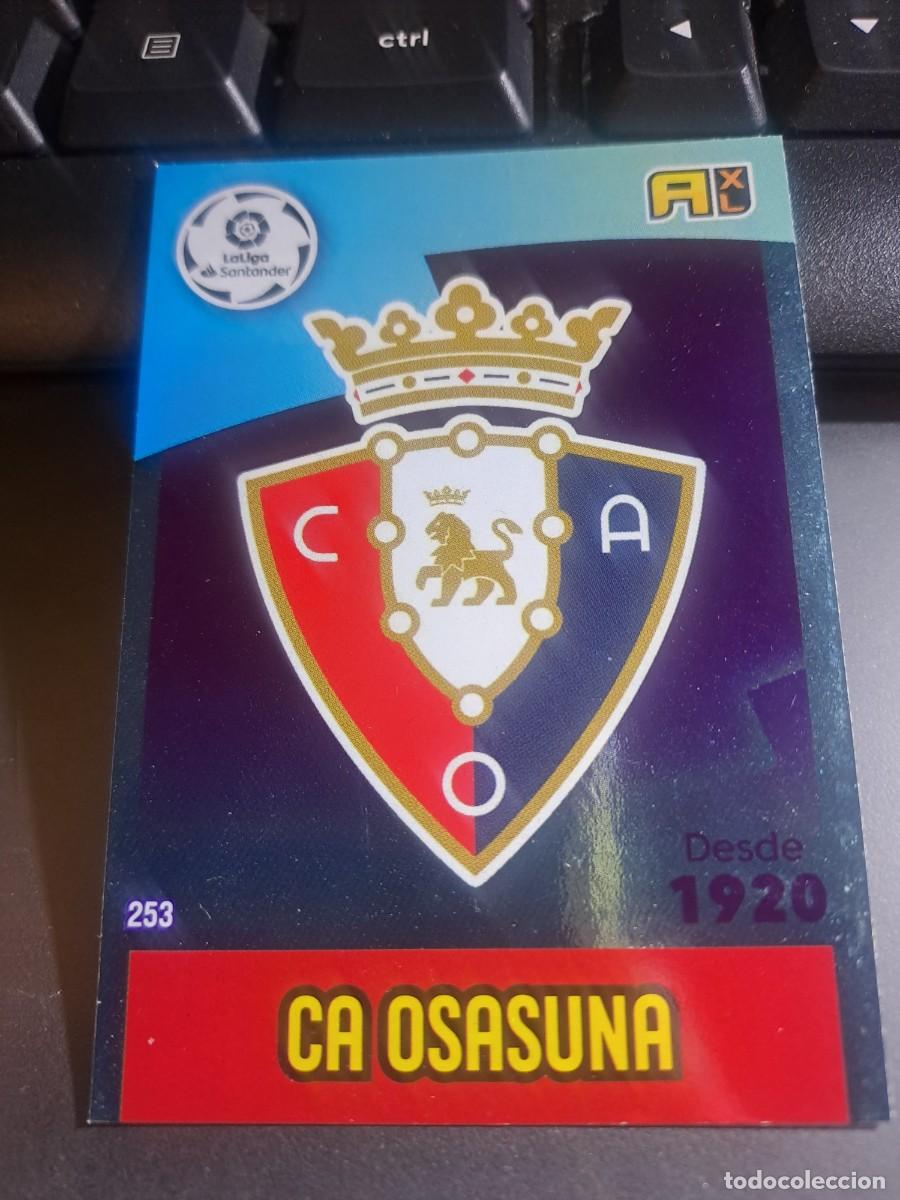 ctrl
A XL
LaLiga
Santander
C A
O
Desde
1920
253
CA OSASUNA
todocoleccion